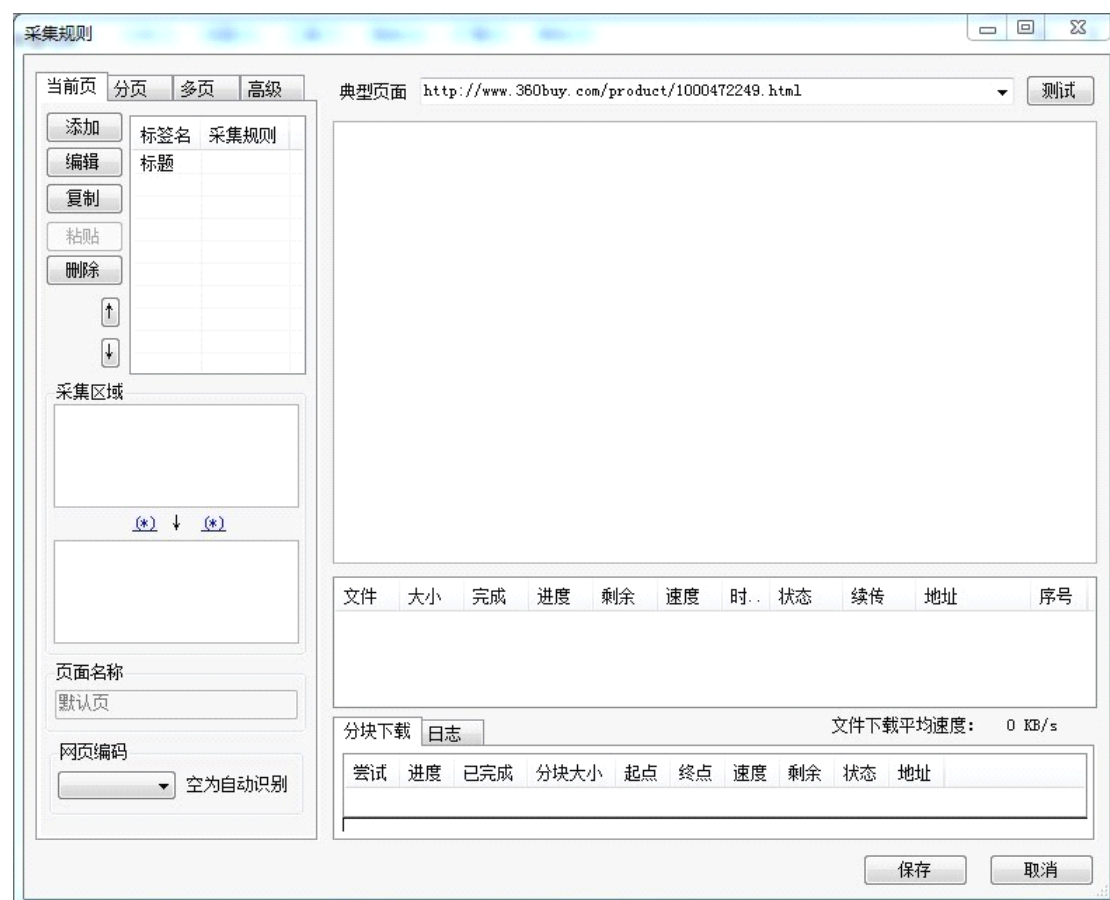 采集规则
当前页 分页 多页 高级
典型页面 http://www.360buy.com/product/1000472249.html 测试
添加
编辑
复制
粘贴
删除
↑
↓
标签名 采集规则
标题
采集区域
(*) ↓ (*)
页面名称
默认页
网页编码
空为自动识别
文件 大小 完成 进度 剩余 速度 时.. 状态 续传 地址 序号
分块下载 日志 文件下载平均速度: 0 KB/s
尝试 进度 已完成 分块大小 起点 终点 速度 剩余 状态 地址
保存 取消